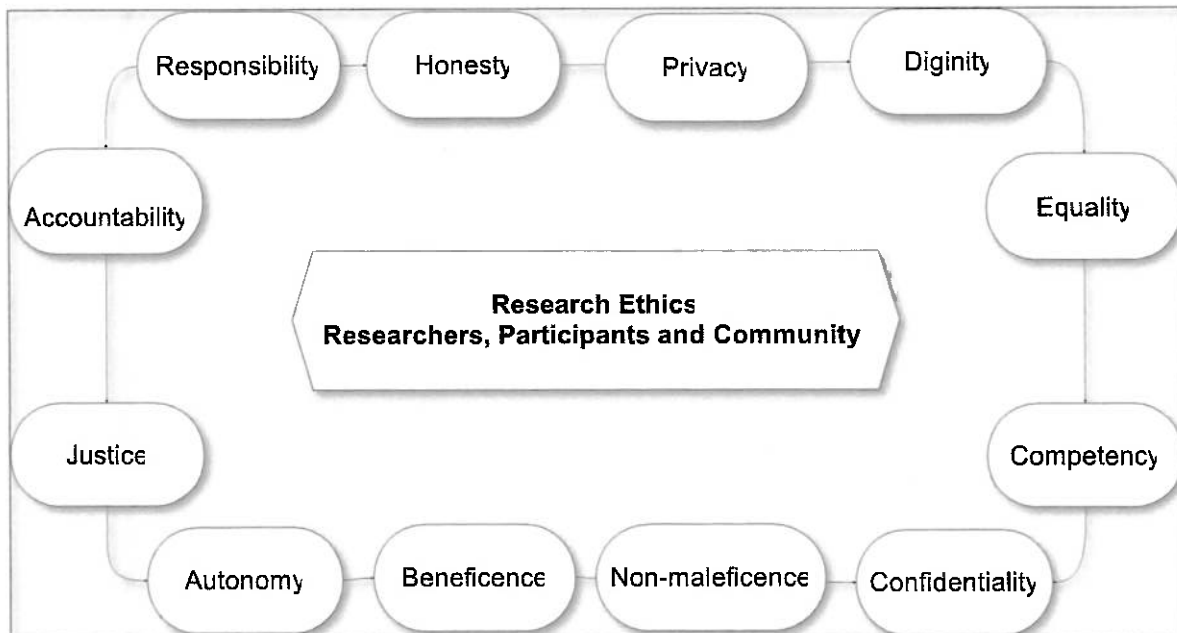 Responsibility
Honesty
Privacy
Diginity
Accountability
Equality
Research Ethics
Researchers, Participants and Community
Justice
Competency
Autonomy
Beneficence
Non-maleficence
Confidentiality